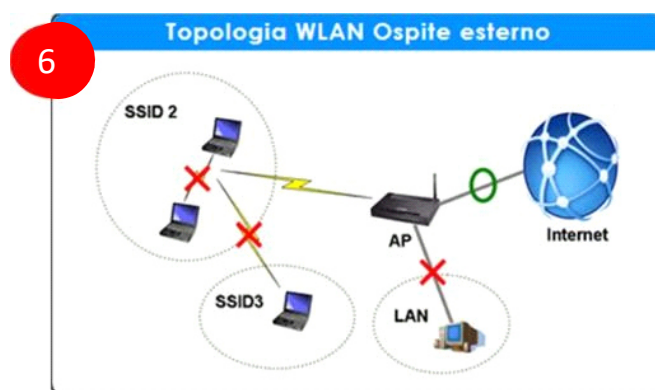 Topologia WLAN Ospite esterno
6
SSID 2
AP
Internet
SSID3
LAN